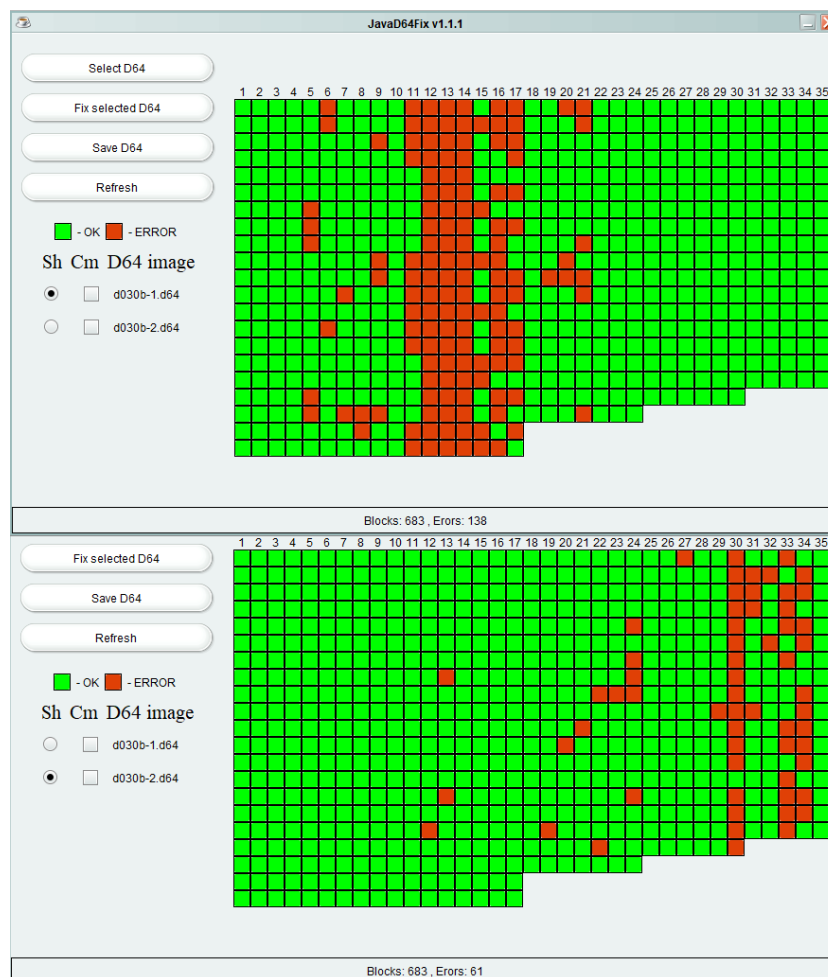 JavaD64Fix v1.1.1
Select D64
Fix selected D64
Save D64
Refresh
- OK - ERROR
Sh Cm D64 image
d030b-1.d64
d030b-2.d64
1 2 3 4 5 6 7 8 9 10 11 12 13 14 15 16 17 18 19 20 21 22 23 24 25 26 27 28 29 30 31 32 33 34 35
Blocks: 683 , Erors: 138
1 2 3 4 5 6 7 8 9 10 11 12 13 14 15 16 17 18 19 20 21 22 23 24 25 26 27 28 29 30 31 32 33 34 35
Fix selected D64
Save D64
Refresh
- OK - ERROR
Sh Cm D64 image
d030b-1.d64
d030b-2.d64
Blocks: 683 , Erors: 61